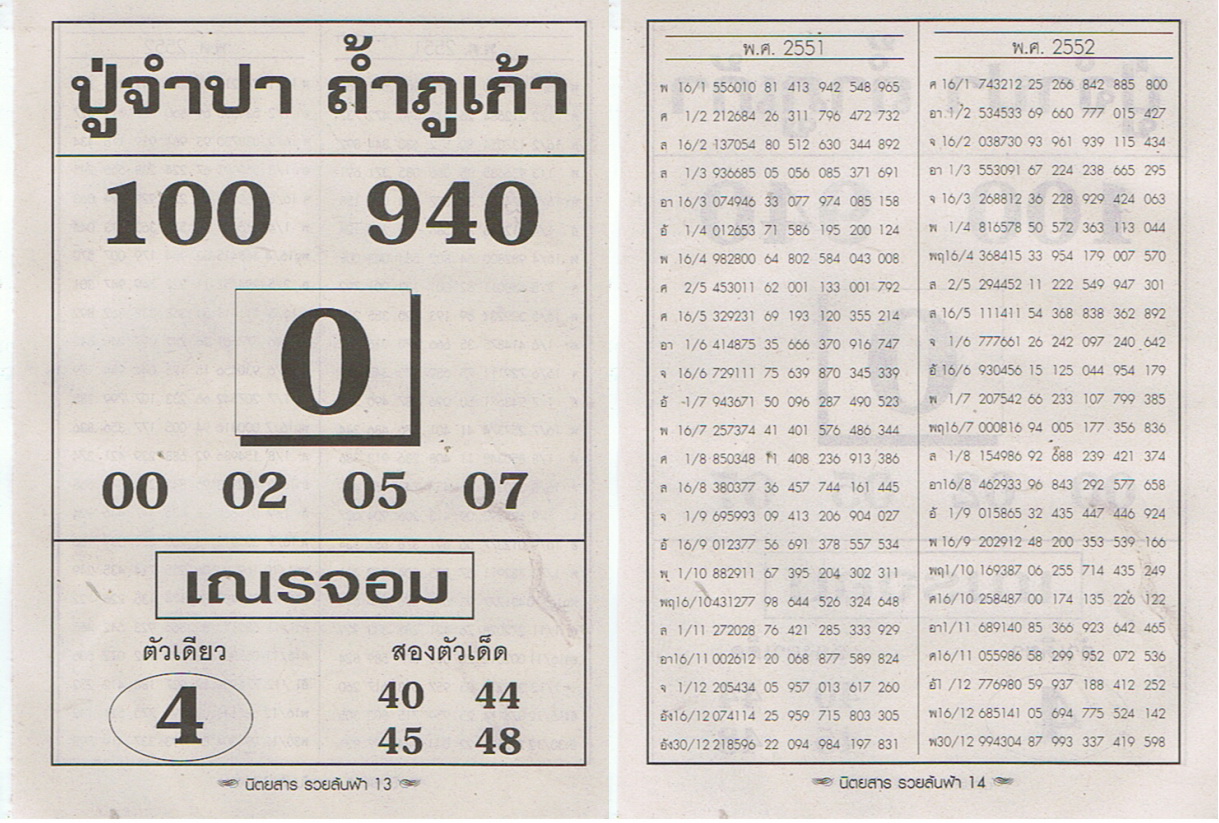 ปู่จำปา ถ้ำภูเก้า
100 940
0
00 02 05 07
เณรจอม
ตัวเดียว สองตัวเด็ด
4
40 44
45 48
นิตยสาร รวยล้นฟ้า 13
พ.ศ. 2551
พ 16/1 556010 81 413 942 548 965
ศ 1/2 212684 26 311 796 472 732
ส 16/2 137054 80 512 630 344 892
ส 1/3 936685 05 056 085 371 691
อา 16/3 074946 33 077 974 085 158
อั 1/4 012653 71 586 195 200 124
พ 16/4 982800 64 802 584 043 008
ศ 2/5 453011 62 001 133 001 792
ศ 16/5 329231 69 193 120 355 214
อา 1/6 414875 35 666 370 916 747
จ 16/6 729111 75 639 870 345 339
อั -1/7 943671 50 096 287 490 523
พ 16/7 257374 41 401 576 486 344
ศ 1/8 850348 11 408 236 913 386
ส 16/8 380377 36 457 744 161 445
จ 1/9 695993 09 413 206 904 027
อั 16/9 012377 56 691 378 557 534
พุ 1/10 882911 67 395 204 302 311
พฤ16/10 431277 98 644 526 324 648
ส 1/11 272028 76 421 285 333 929
อา16/11 002612 20 068 877 589 824
จ 1/12 205434 05 957 013 617 260
อัง16/12 074114 25 959 715 803 305
อัง30/12 218596 22 094 984 197 831
พ.ศ. 2552
ศ 16/1 743212 25 266 842 885 800
อา 1/2 534533 69 660 777 015 427
จ 16/2 038730 93 961 939 115 434
อา 1/3 553091 67 224 238 665 295
จ 16/3 268812 36 228 929 424 063
พ 1/4 816578 50 572 363 113 044
พฤ16/4 368415 33 954 179 007 570
ส 2/5 294452 11 222 549 947 301
ส 16/5 111411 54 368 838 362 892
จ 1/6 777661 26 242 097 240 642
อั 16/6 930456 15 125 044 954 179
พ 1/7 207542 66 233 107 799 385
พฤ16/7 000816 94 005 177 356 836
ส 1/8 154986 92 688 239 421 374
อา16/8 462933 96 843 292 577 658
อั 1/9 015865 32 435 447 446 924
พ 16/9 202912 48 200 353 539 166
พฤ1/10 169387 06 255 714 435 249
ศ16/10 258487 00 174 135 226 122
อา1/11 689140 85 366 923 642 465
ศ16/11 055986 58 299 952 072 536
อั1 /12 776980 59 937 188 412 252
พ16/12 685141 05 694 775 524 142
พ30/12 994304 87 993 337 419 598
นิตยสาร รวยล้นฟ้า 14